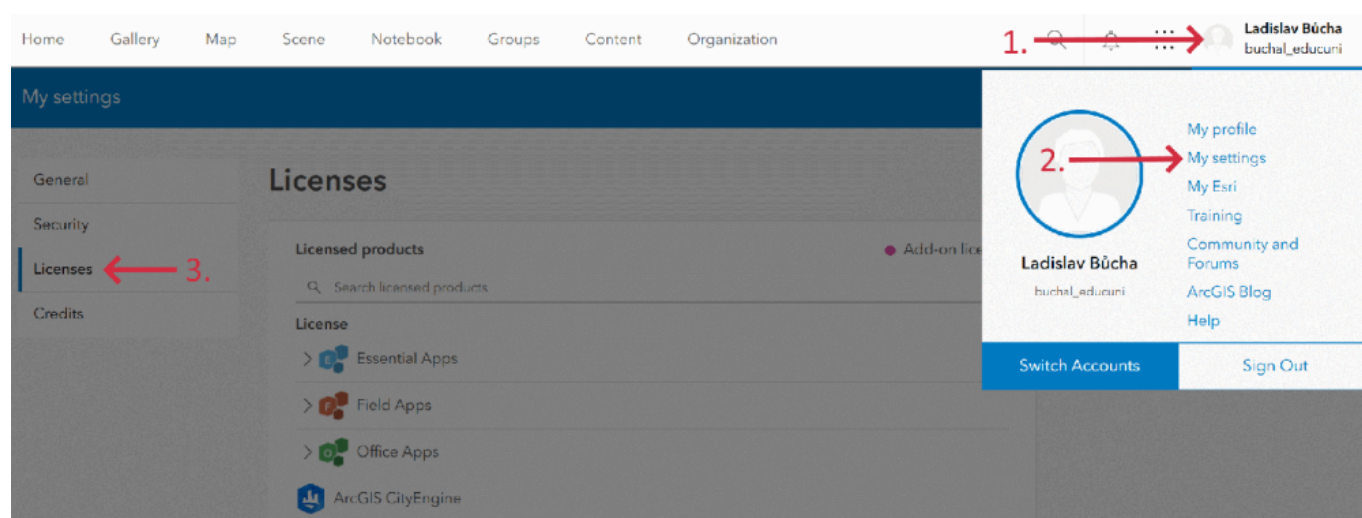 Home Gallery Map Scene Notebook Groups Content Organization
1.
Ladislav Bůcha
buchal_educuni
My settings
General
Security
Licenses
3.
Credits
Licenses
Licensed products
Add-on lice
Search licensed products
License
Essential Apps
Field Apps
Office Apps
ArcGIS CityEngine
2.
Ladislav Bůcha
buchal_educuni
My profile
My settings
My Esri
Training
Community and
Forums
ArcGIS Blog
Help
Switch Accounts
Sign Out